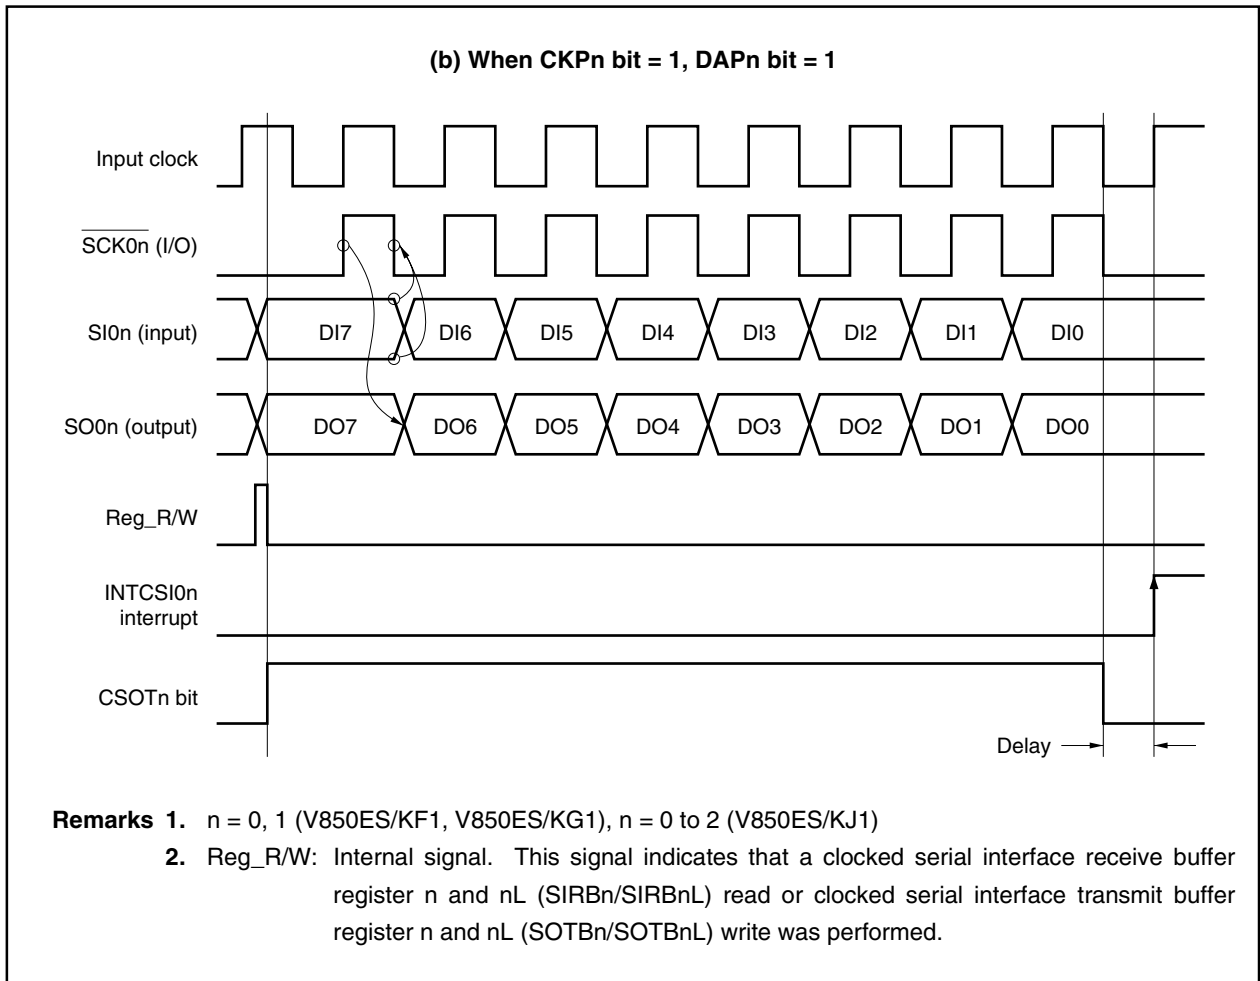 (b) When CKPn bit = 1, DAPn bit = 1
Input clock
SCK0n (I/O)
SI0n (input)
DI7 DI6 DI5 DI4 DI3 DI2 DI1 DI0
SO0n (output)
DO7 DO6 DO5 DO4 DO3 DO2 DO1 DO0
Reg_R/W
INTCSI0n
interrupt
CSOTn bit
Delay
Remarks 1. n = 0, 1 (V850ES/KF1, V850ES/KG1), n = 0 to 2 (V850ES/KJ1)
2. Reg_R/W: Internal signal. This signal indicates that a clocked serial interface receive buffer
register n and nL (SIRBn/SIRBnL) read or clocked serial interface transmit buffer
register n and nL (SOTBn/SOTBnL) write was performed.